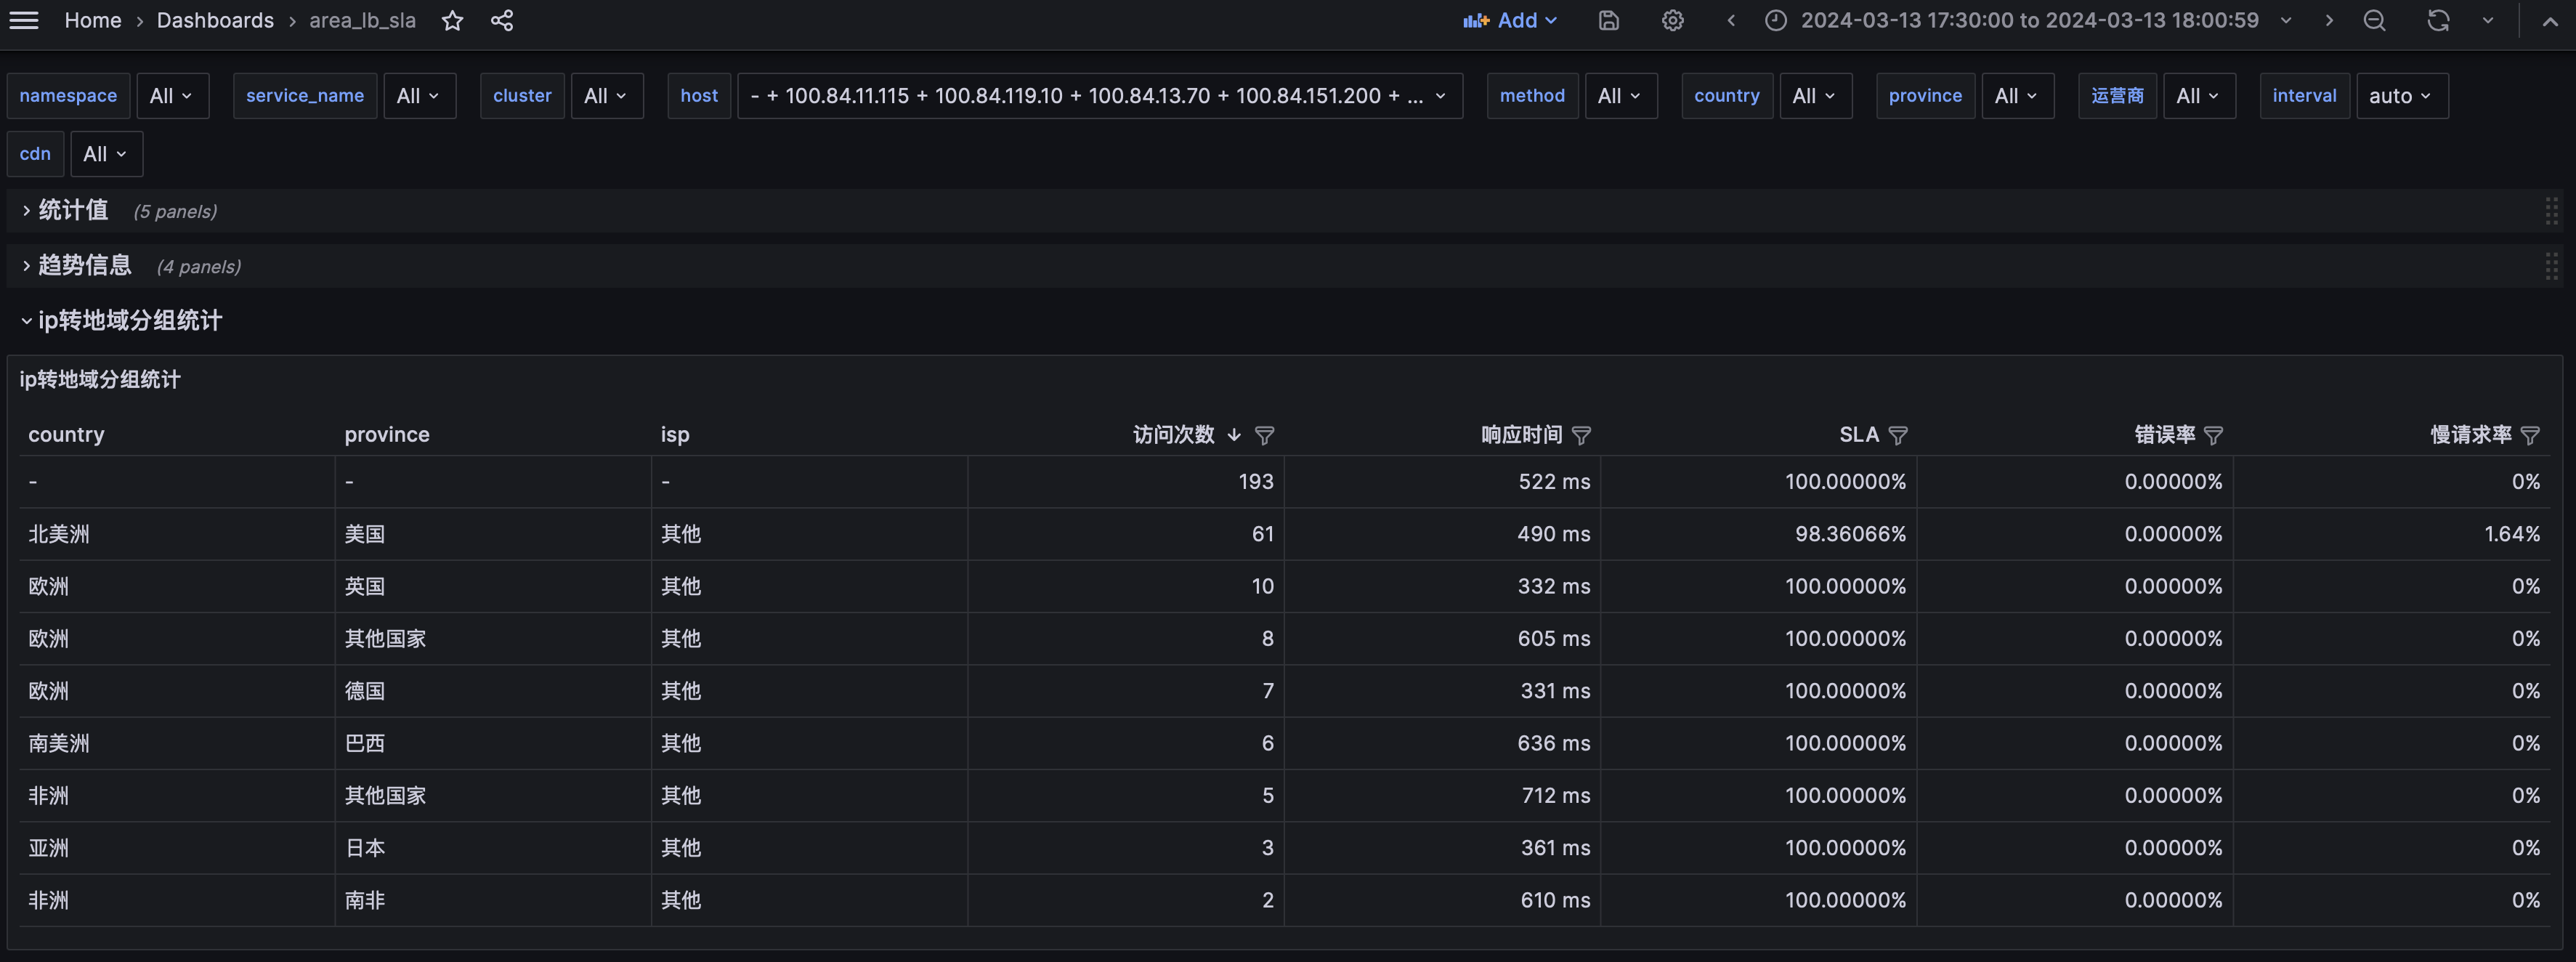 Home › Dashboards › area_lb_sla Add 2024-03-13 17:30:00 to 2024-03-13 18:00:59
namespace All service_name All cluster All host - + 100.84.11.115 + 100.84.119.10 + 100.84.13.70 + 100.84.151.200 + ... method All country All province All 运营商 All interval auto
cdn All
统计值 (5 panels)
趋势信息 (4 panels)
ip转地域分组统计
ip转地域分组统计
country province isp 访问次数 响应时间 SLA 错误率 慢请求率
- - - 193 522 ms 100.00000% 0.00000% 0%
北美洲 美国 其他 61 490 ms 98.36066% 0.00000% 1.64%
欧洲 英国 其他 10 332 ms 100.00000% 0.00000% 0%
欧洲 其他国家 其他 8 605 ms 100.00000% 0.00000% 0%
欧洲 德国 其他 7 331 ms 100.00000% 0.00000% 0%
南美洲 巴西 其他 6 636 ms 100.00000% 0.00000% 0%
非洲 其他国家 其他 5 712 ms 100.00000% 0.00000% 0%
亚洲 日本 其他 3 361 ms 100.00000% 0.00000% 0%
非洲 南非 其他 2 610 ms 100.00000% 0.00000% 0%